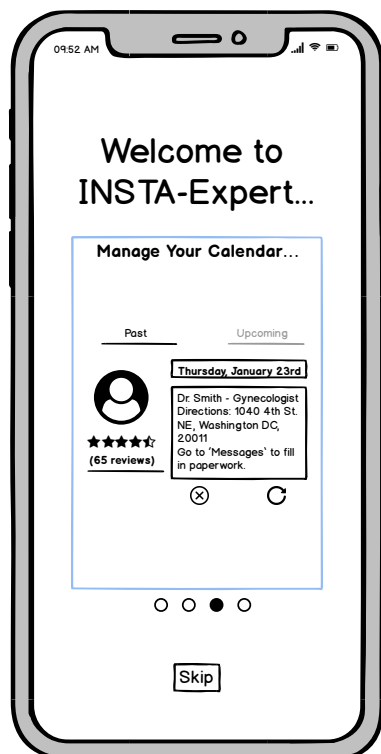 09:52 AM
Welcome to
INSTA-Expert...
Manage Your Calendar...
Past
Upcoming
Thursday, January 23rd
Dr. Smith - Gynecologist
Directions: 1040 4th St.
NE, Washington DC,
20011
Go to ‘Messages‘ to fill
in paperwork.
(65 reviews)
Skip